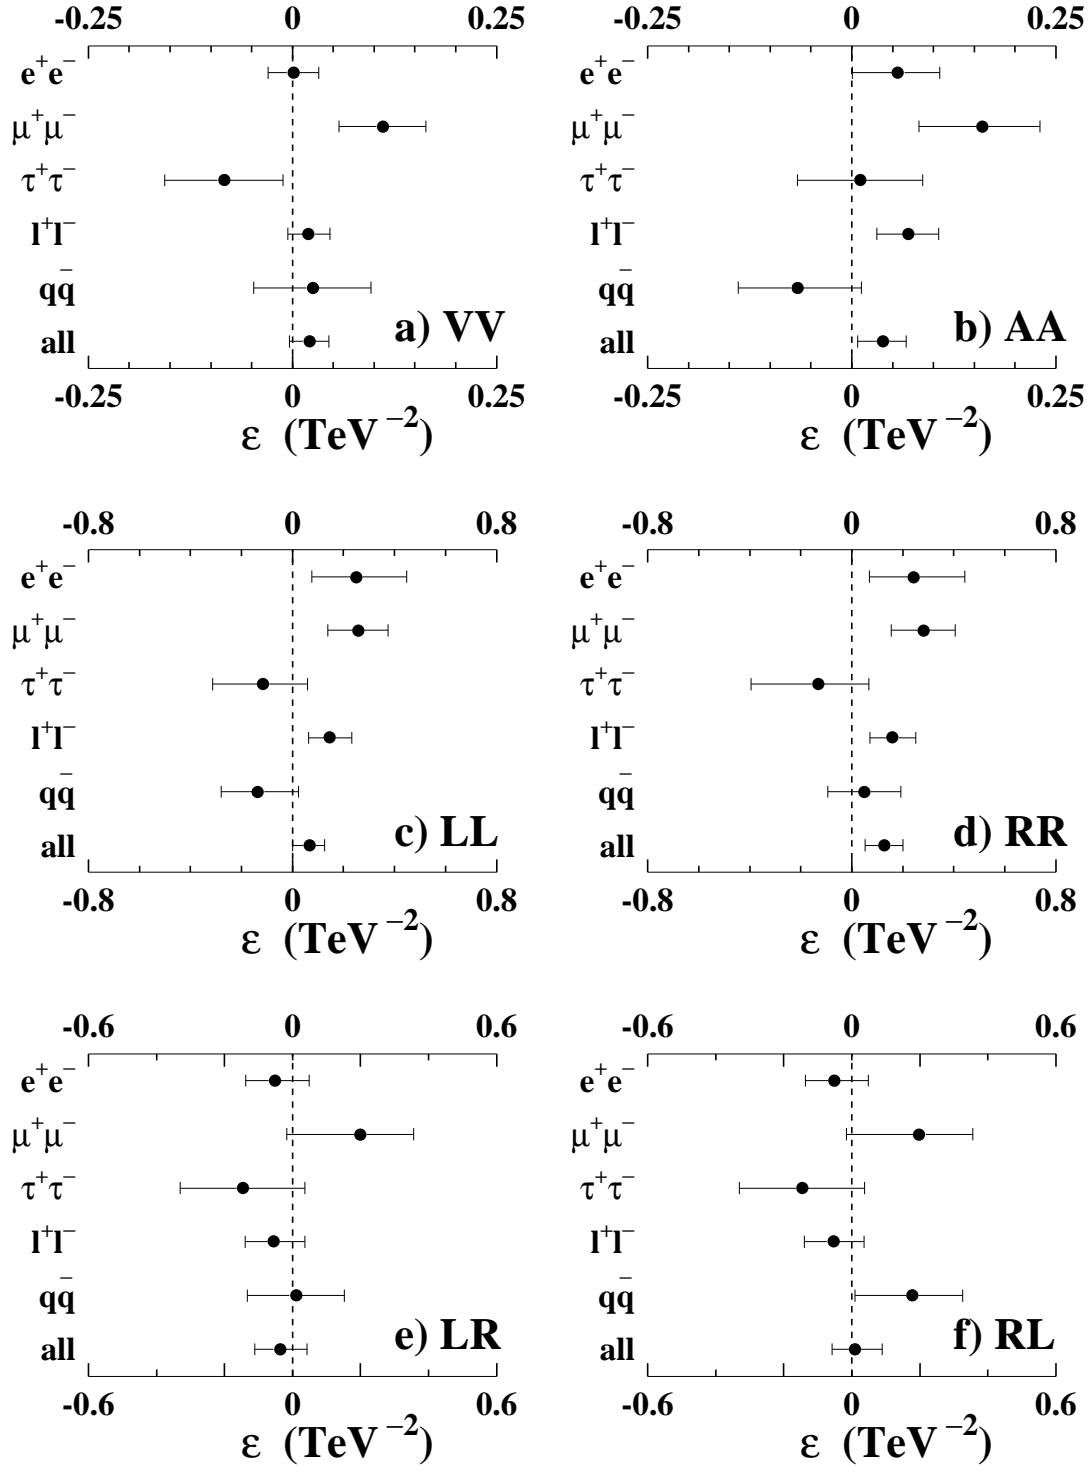 -0.25 0 0.25 -0.25 0 0.25
e⁺e⁻ e⁺e⁻
μ⁺μ⁻ μ⁺μ⁻
τ⁺τ⁻ τ⁺τ⁻
l⁺l⁻ l⁺l⁻
qq̅ qq̅
a) VV b) AA
all all
-0.25 0 0.25 -0.25 0 0.25
ε (TeV⁻²) ε (TeV⁻²)
-0.8 0 0.8 -0.8 0 0.8
e⁺e⁻ e⁺e⁻
μ⁺μ⁻ μ⁺μ⁻
τ⁺τ⁻ τ⁺τ⁻
l⁺l⁻ l⁺l⁻
qq̅ qq̅
c) LL d) RR
all all
-0.8 0 0.8 -0.8 0 0.8
ε (TeV⁻²) ε (TeV⁻²)
-0.6 0 0.6 -0.6 0 0.6
e⁺e⁻ e⁺e⁻
μ⁺μ⁻ μ⁺μ⁻
τ⁺τ⁻ τ⁺τ⁻
l⁺l⁻ l⁺l⁻
qq̅ qq̅
e) LR f) RL
all all
-0.6 0 0.6 -0.6 0 0.6
ε (TeV⁻²) ε (TeV⁻²)